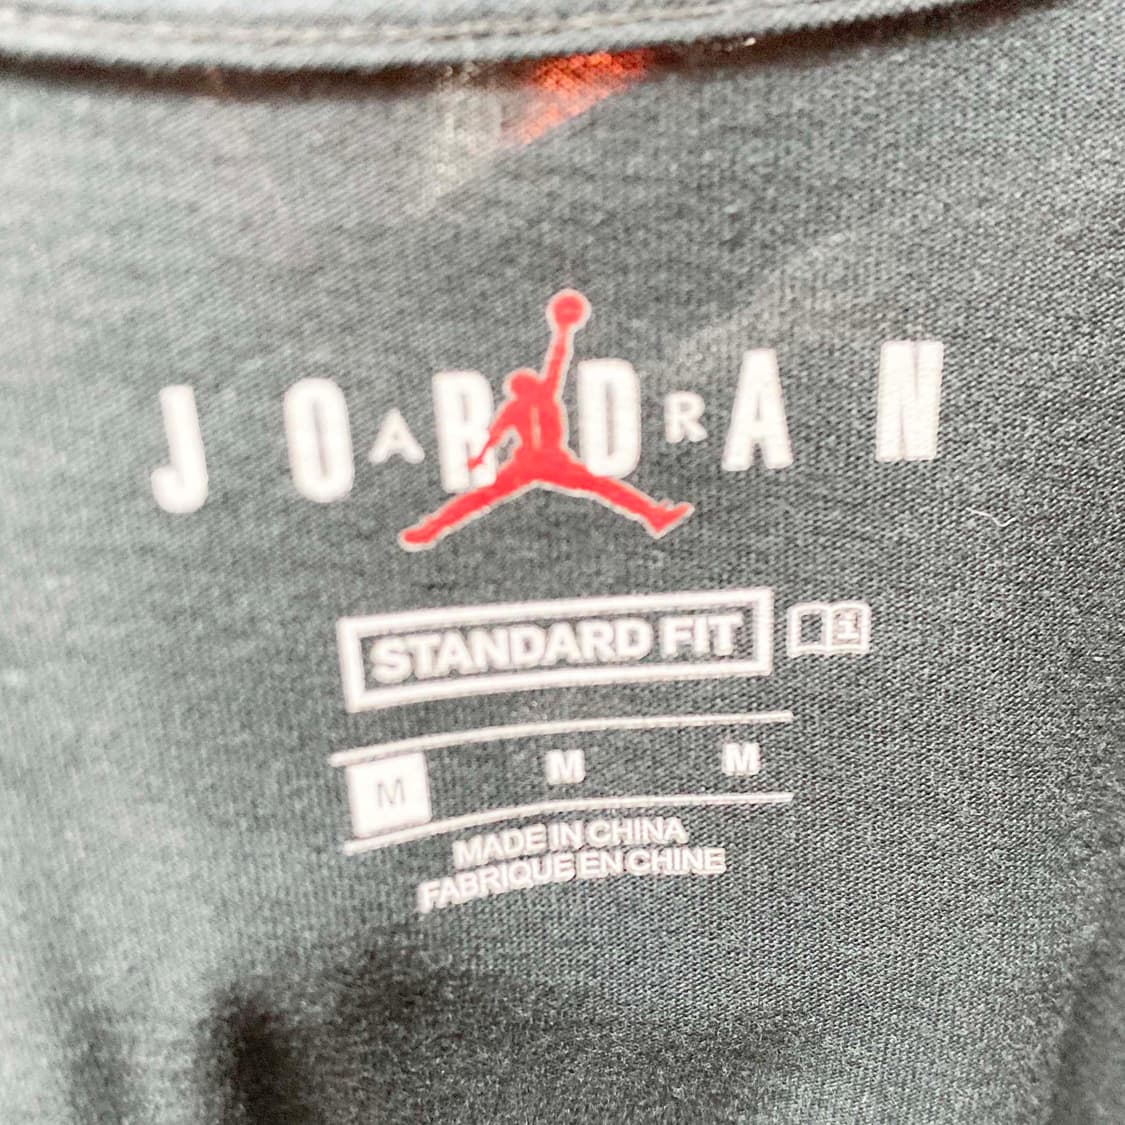 JORDAN
A R
STANDARD FIT
M M M
MADE IN CHINA
FABRIQUE EN CHINE